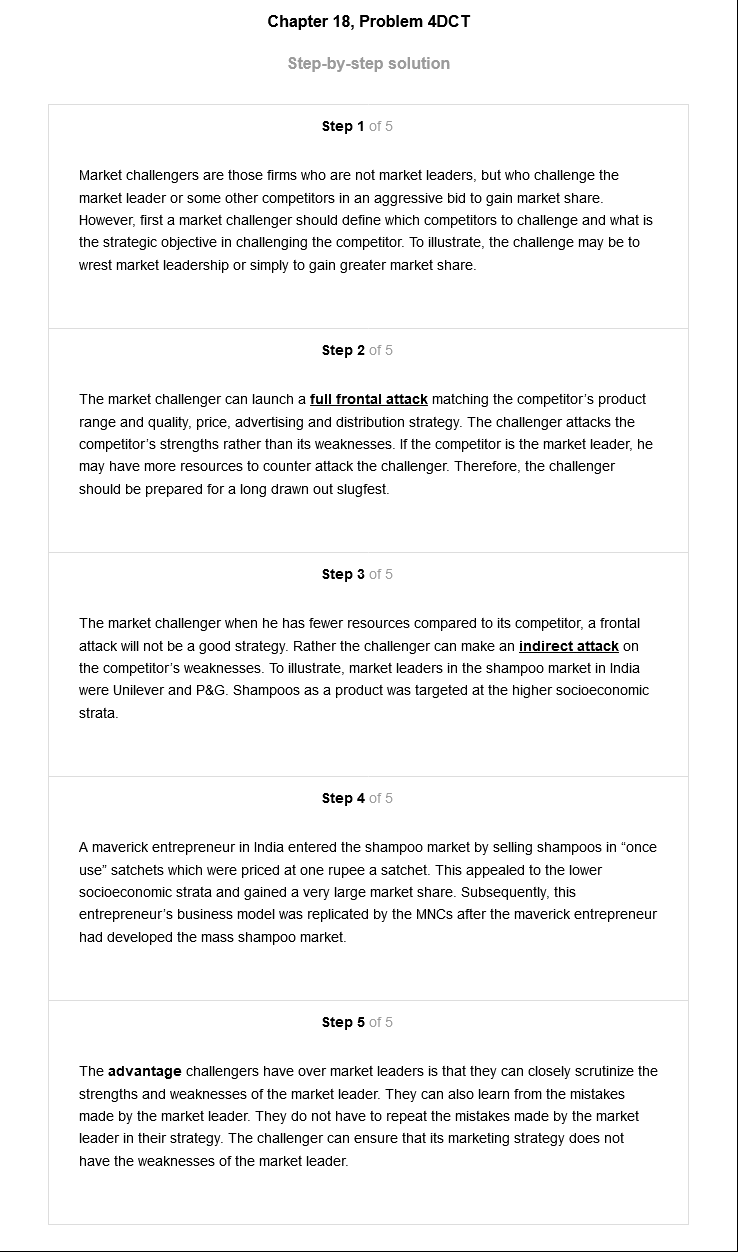 Chapter 18, Problem 4DCT
Step-by-step solution
Step 1 of 5
Market challengers are those firms who are not market leaders, but who challenge the
market leader or some other competitors in an aggressive bid to gain market share.
However, first a market challenger should define which competitors to challenge and what is
the strategic objective in challenging the competitor. To illustrate, the challenge may be to
wrest market leadership or simply to gain greater market share.
Step 2 of 5
The market challenger can launch a full frontal attack matching the competitor’s product
range and quality, price, advertising and distribution strategy. The challenger attacks the
competitor’s strengths rather than its weaknesses. If the competitor is the market leader, he
may have more resources to counter attack the challenger. Therefore, the challenger
should be prepared for a long drawn out slugfest.
Step 3 of 5
The market challenger when he has fewer resources compared to its competitor, a frontal
attack will not be a good strategy. Rather the challenger can make an indirect attack on
the competitor’s weaknesses. To illustrate, market leaders in the shampoo market in India
were Unilever and P&G. Shampoos as a product was targeted at the higher socioeconomic
strata.
Step 4 of 5
A maverick entrepreneur in India entered the shampoo market by selling shampoos in “once
use” satchets which were priced at one rupee a satchet. This appealed to the lower
socioeconomic strata and gained a very large market share. Subsequently, this
entrepreneur’s business model was replicated by the MNCs after the maverick entrepreneur
had developed the mass shampoo market.
Step 5 of 5
The advantage challengers have over market leaders is that they can closely scrutinize the
strengths and weaknesses of the market leader. They can also learn from the mistakes
made by the market leader. They do not have to repeat the mistakes made by the market
leader in their strategy. The challenger can ensure that its marketing strategy does not
have the weaknesses of the market leader.